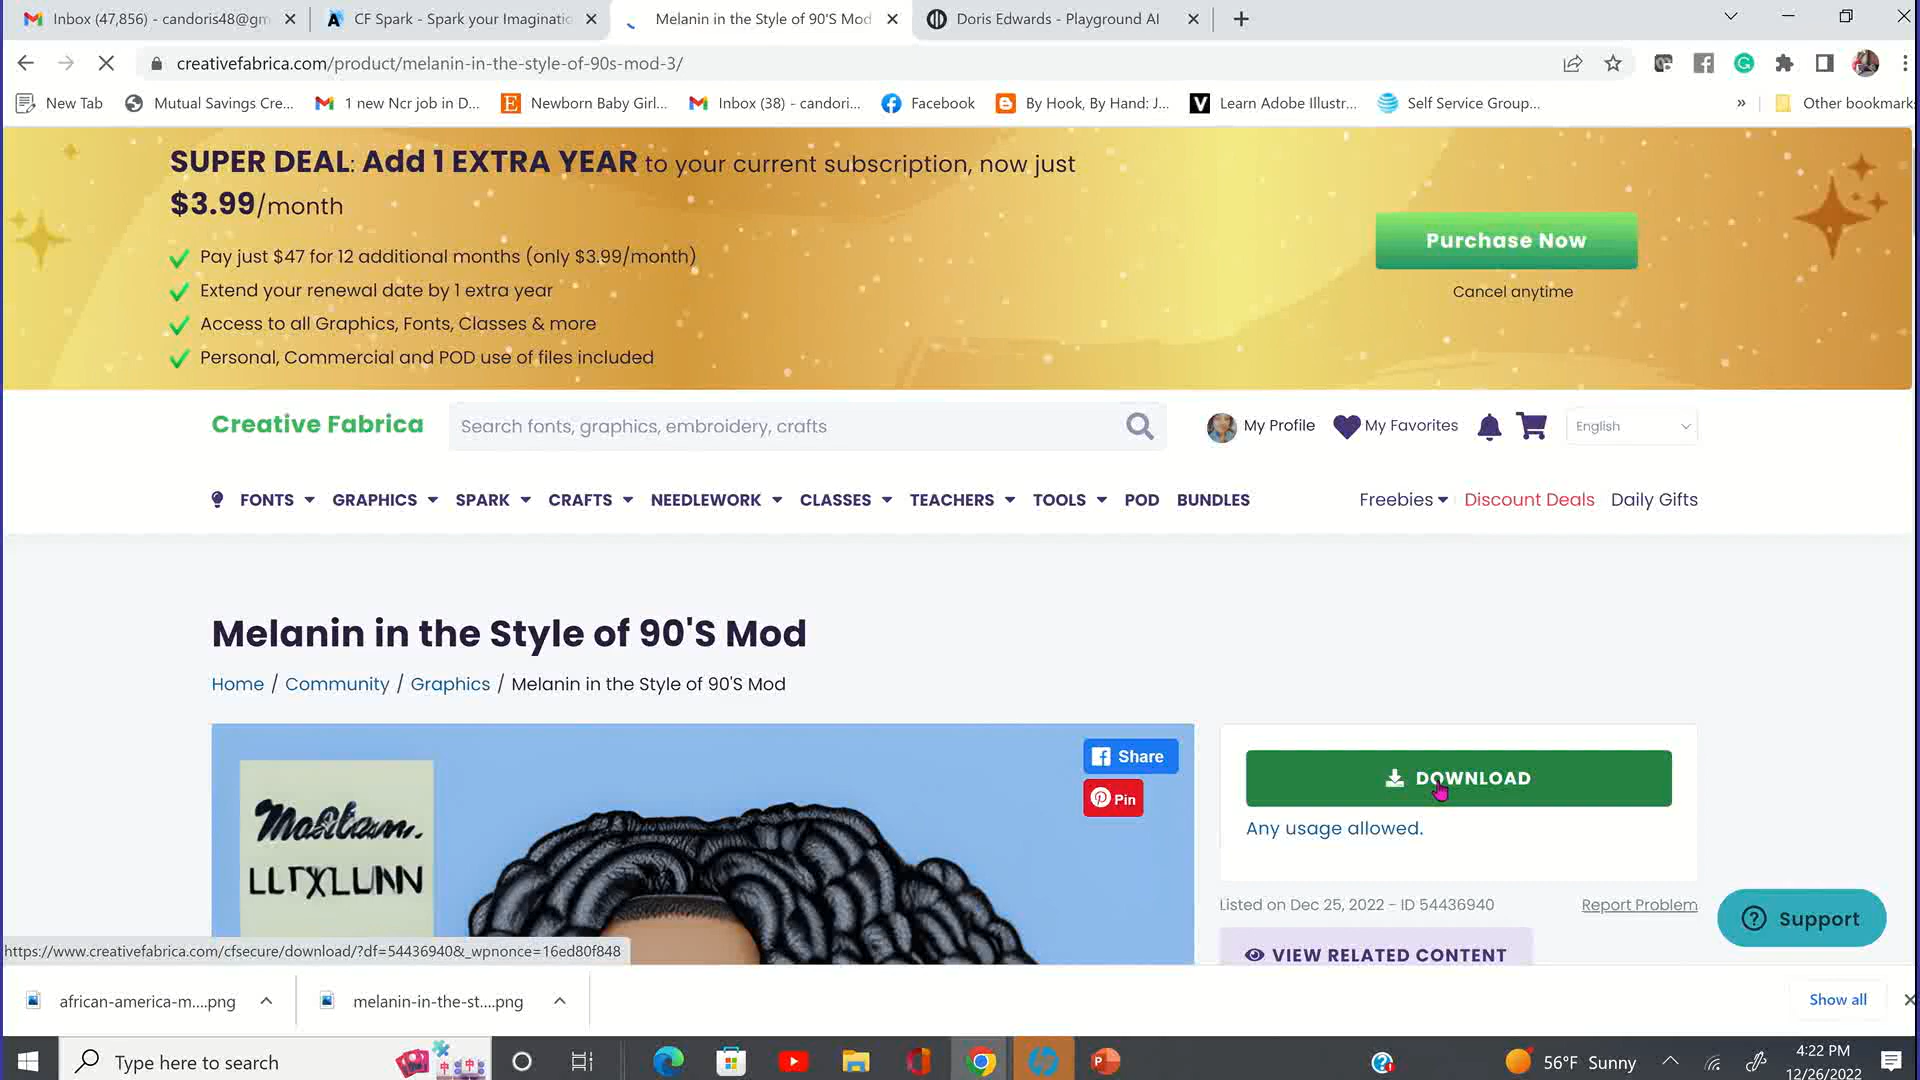 Inbox (47,856) - candoris48@gm
CF Spark - Spark your Imaginatio
Melanin in the Style of 90'S Mod
Doris Edwards - Playground AI
creativefabrica.com/product/melanin-in-the-style-of-90s-mod-3/
New Tab
Mutual Savings Cre...
1 new Ncr job in D...
Newborn Baby Girl...
Inbox (38) - candori...
Facebook
By Hook, By Hand: J...
Learn Adobe Illustr...
Self Service Group...
»
Other bookmarks
SUPER DEAL: Add 1 EXTRA YEAR to your current subscription, now just
$3.99/month
Pay just $47 for 12 additional months (only $3.99/month)
Extend your renewal date by 1 extra year
Access to all Graphics, Fonts, Classes & more
Personal, Commercial and POD use of files included
Purchase Now
Cancel anytime
Creative Fabrica
Search fonts, graphics, embroidery, crafts
My Profile
My Favorites
English
FONTS
GRAPHICS
SPARK
CRAFTS
NEEDLEWORK
CLASSES
TEACHERS
TOOLS
POD
BUNDLES
Freebies
Discount Deals
Daily Gifts
Melanin in the Style of 90'S Mod
Home / Community / Graphics / Melanin in the Style of 90'S Mod
Share
Pin
LLTXLUNN
DOWNLOAD
Any usage allowed.
Listed on Dec 25, 2022 - ID 54436940
Report Problem
VIEW RELATED CONTENT
Support
https://www.creativefabrica.com/cfsecure/download/?df=54436940&_wpnonce=16ed80f848
african-america-m....png
melanin-in-the-st....png
Show all
Type here to search
56°F Sunny
4:22 PM
12/26/2022